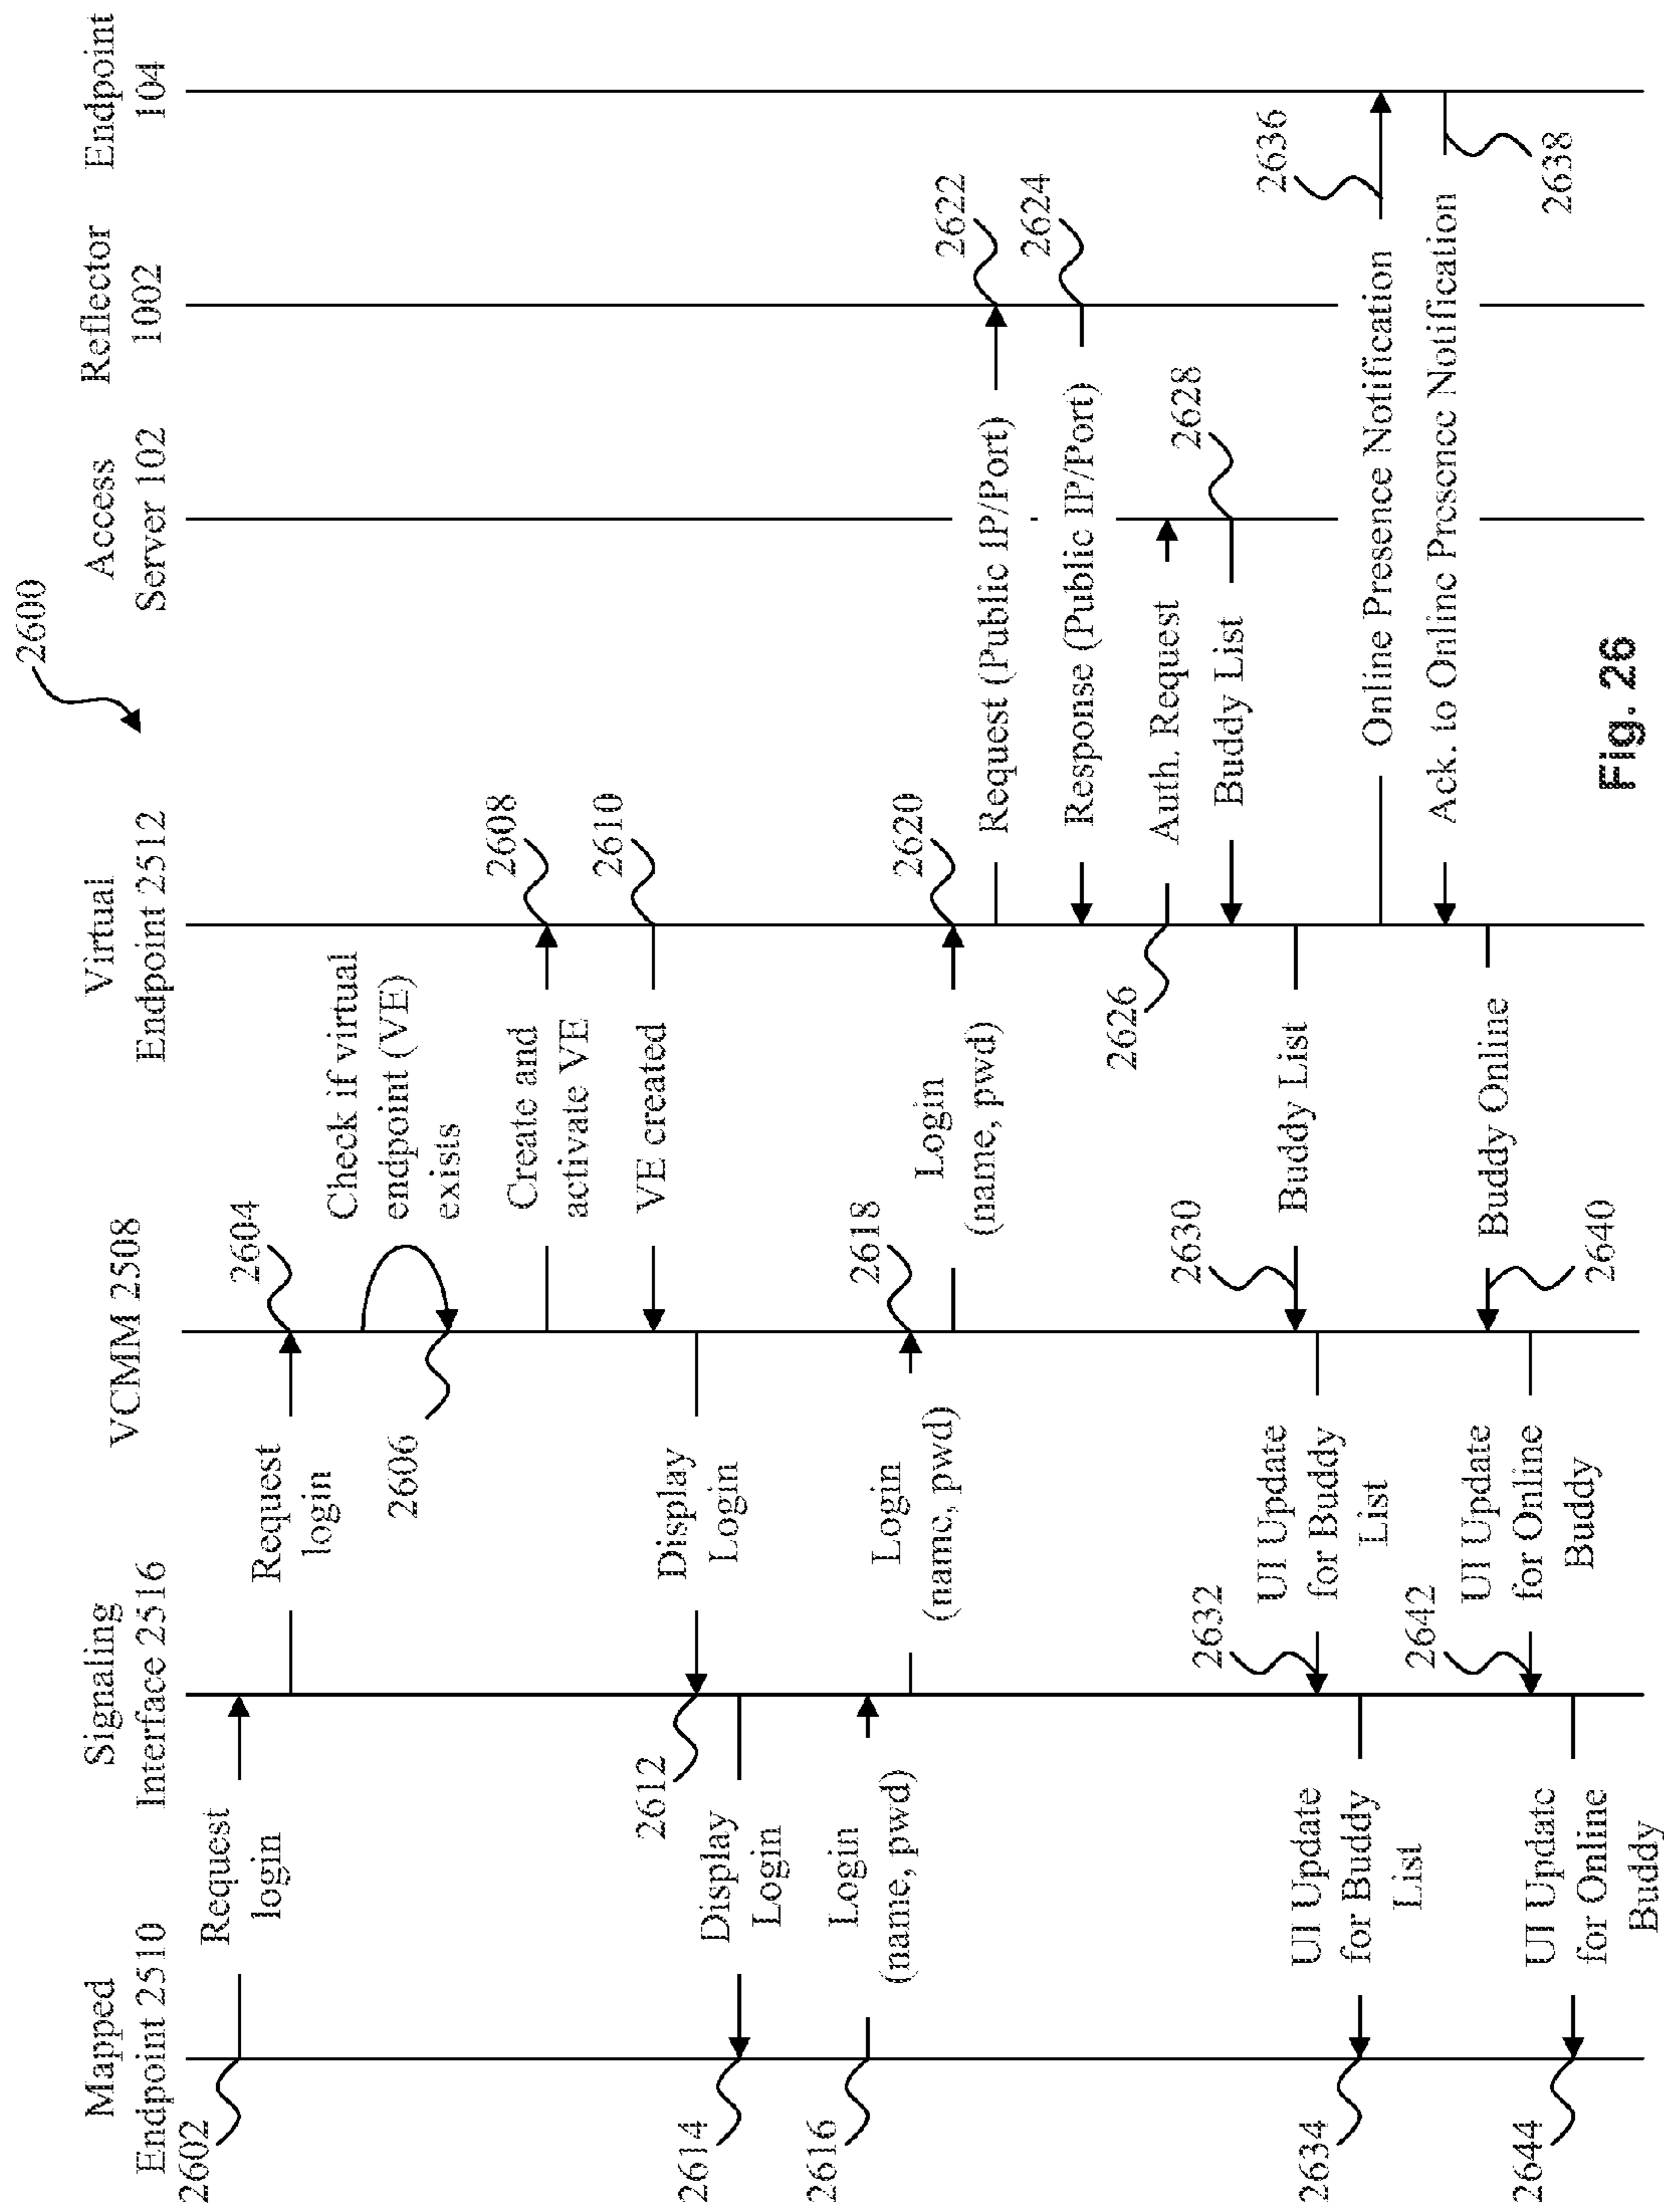 2600
Mapped
Endpoint 2510
Signaling
Interface 2516
VCMM 2508
Virtual
Endpoint 2512
Access
Server 102
Reflector
1002
Endpoint
104
2602
Request
login
Request
login
2604
Check if virtual
endpoint (VE)
exists
2606
Create and
activate VE
2608
VE created
2610
Display
Login
2612
Display
Login
2614
2616
Login
(name, pwd)
Login
(name, pwd)
2618
Login
(name, pwd)
2620
Request (Public IP/Port)
2622
Response (Public IP/Port)
2624
2626
Auth. Request
Buddy List
2628
Buddy List
2630
UI Update
for Buddy
List
2632
UI Update
for Buddy
List
2634
Online Presence Notification
2636
Ack. to Online Presence Notification
2638
Buddy Online
2640
UI Update
for Online
Buddy
2642
UI Update
for Online
Buddy
2644
Fig. 26